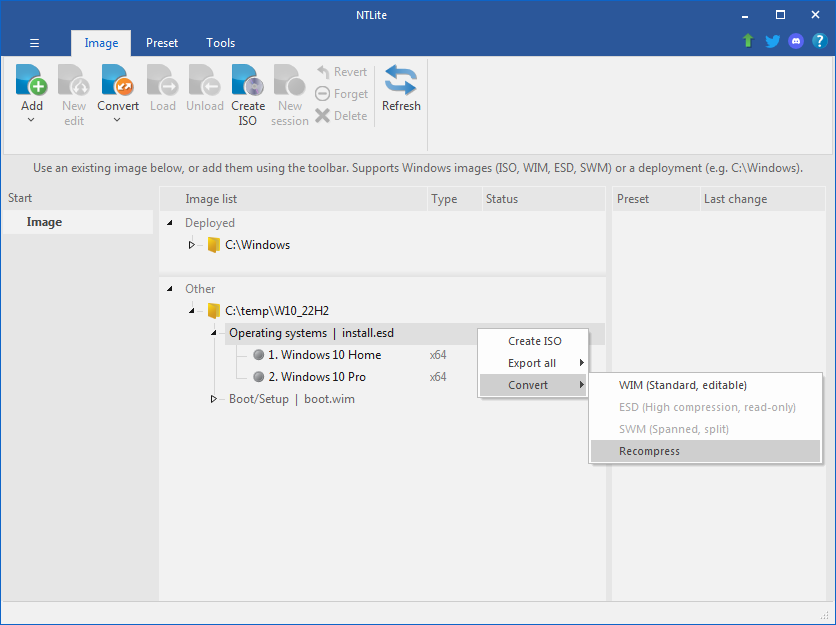 NTLite
Image Preset Tools
Add New edit Convert Load Unload Create ISO New session Revert Forget Delete Refresh
Use an existing image below, or add them using the toolbar. Supports Windows images (ISO, WIM, ESD, SWM) or a deployment (e.g. C:\Windows).
Start
Image
Image list Type Status
Deployed
C:\Windows
Other
C:\temp\W10_22H2
Operating systems | install.esd
1. Windows 10 Home x64
2. Windows 10 Pro x64
Boot/Setup | boot.wim
Create ISO
Export all
Convert
WIM (Standard, editable)
ESD (High compression, read-only)
SWM (Spanned, split)
Recompress
Preset Last change